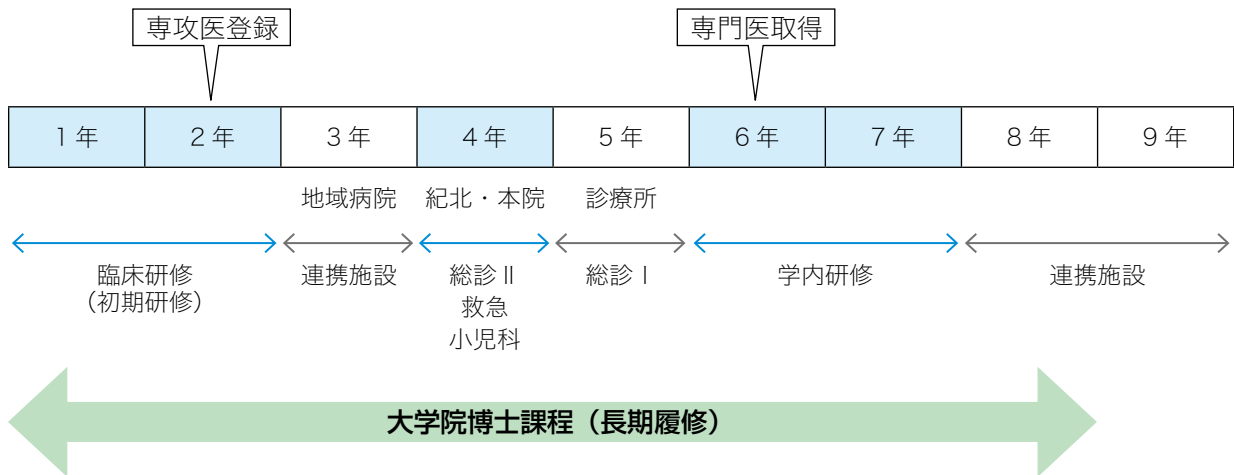 専攻医登録
専門医取得
1年
2年
3年
4年
5年
6年
7年
8年
9年
地域病院
紀北・本院
診療所
臨床研修
（初期研修）
連携施設
総診Ⅱ
救急
小児科
総診Ⅰ
学内研修
連携施設
大学院博士課程（長期履修）